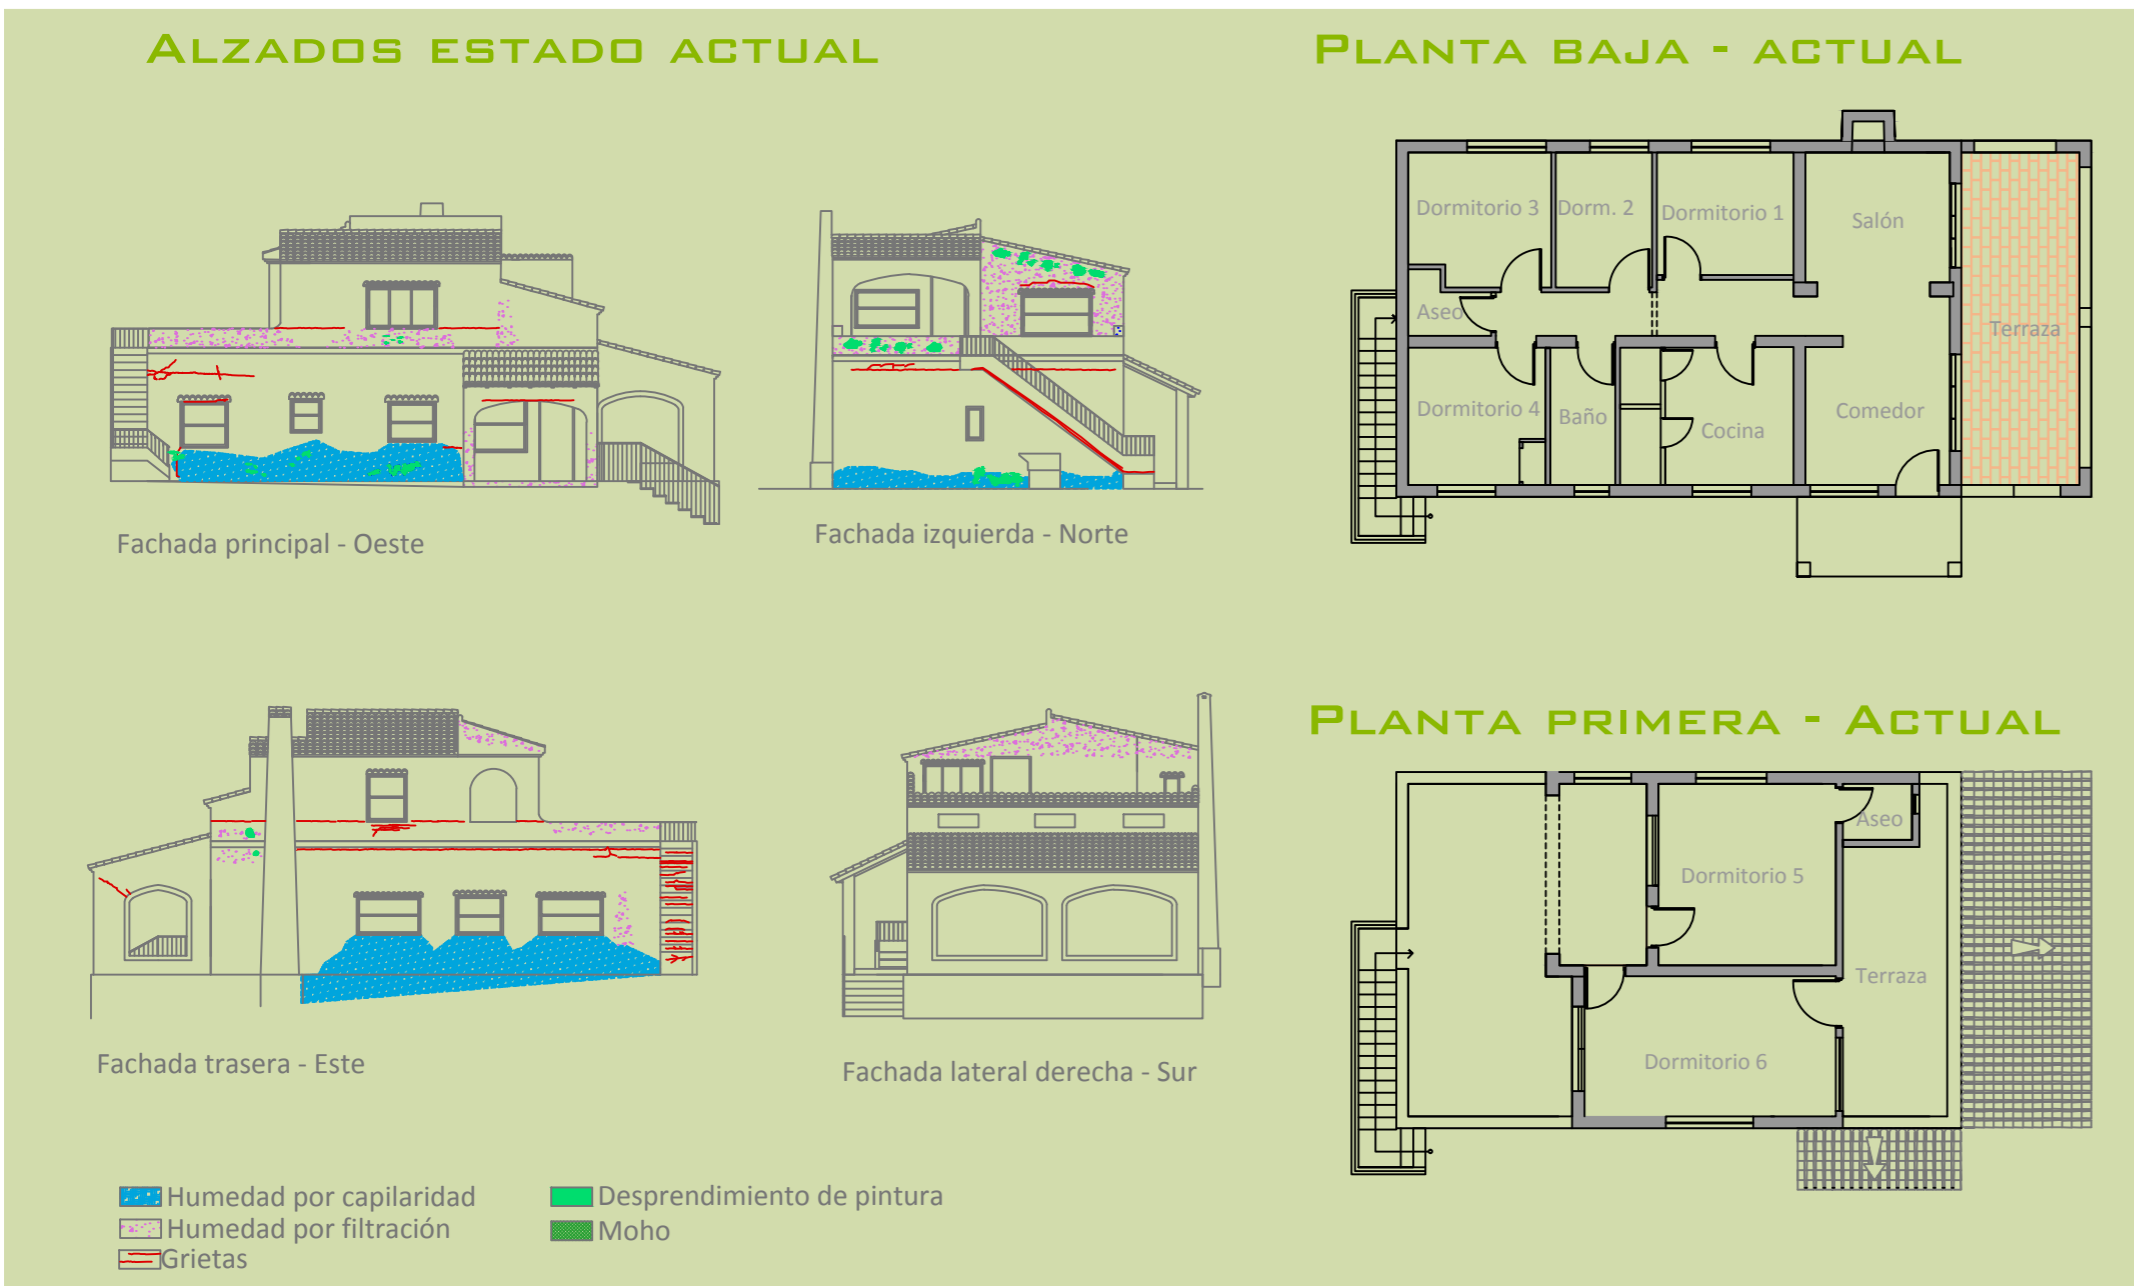 ALZADOS ESTADO ACTUAL
Fachada principal - Oeste
Fachada izquierda - Norte
Fachada trasera - Este
Fachada lateral derecha - Sur
Humedad por capilaridad
Humedad por filtración
Grietas
Desprendimiento de pintura
Moho
PLANTA BAJA - ACTUAL
Dormitorio 3
Dorm. 2
Dormitorio 1
Salón
Aseo
Terraza
Dormitorio 4
Baño
Cocina
Comedor
PLANTA PRIMERA - ACTUAL
Aseo
Dormitorio 5
Terraza
Dormitorio 6